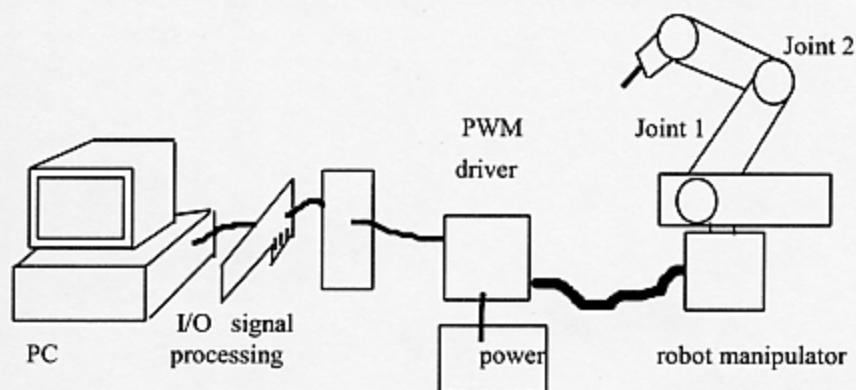 Joint 2
Joint 1
PWM
driver
I/O signal
processing
PC
power
robot manipulator